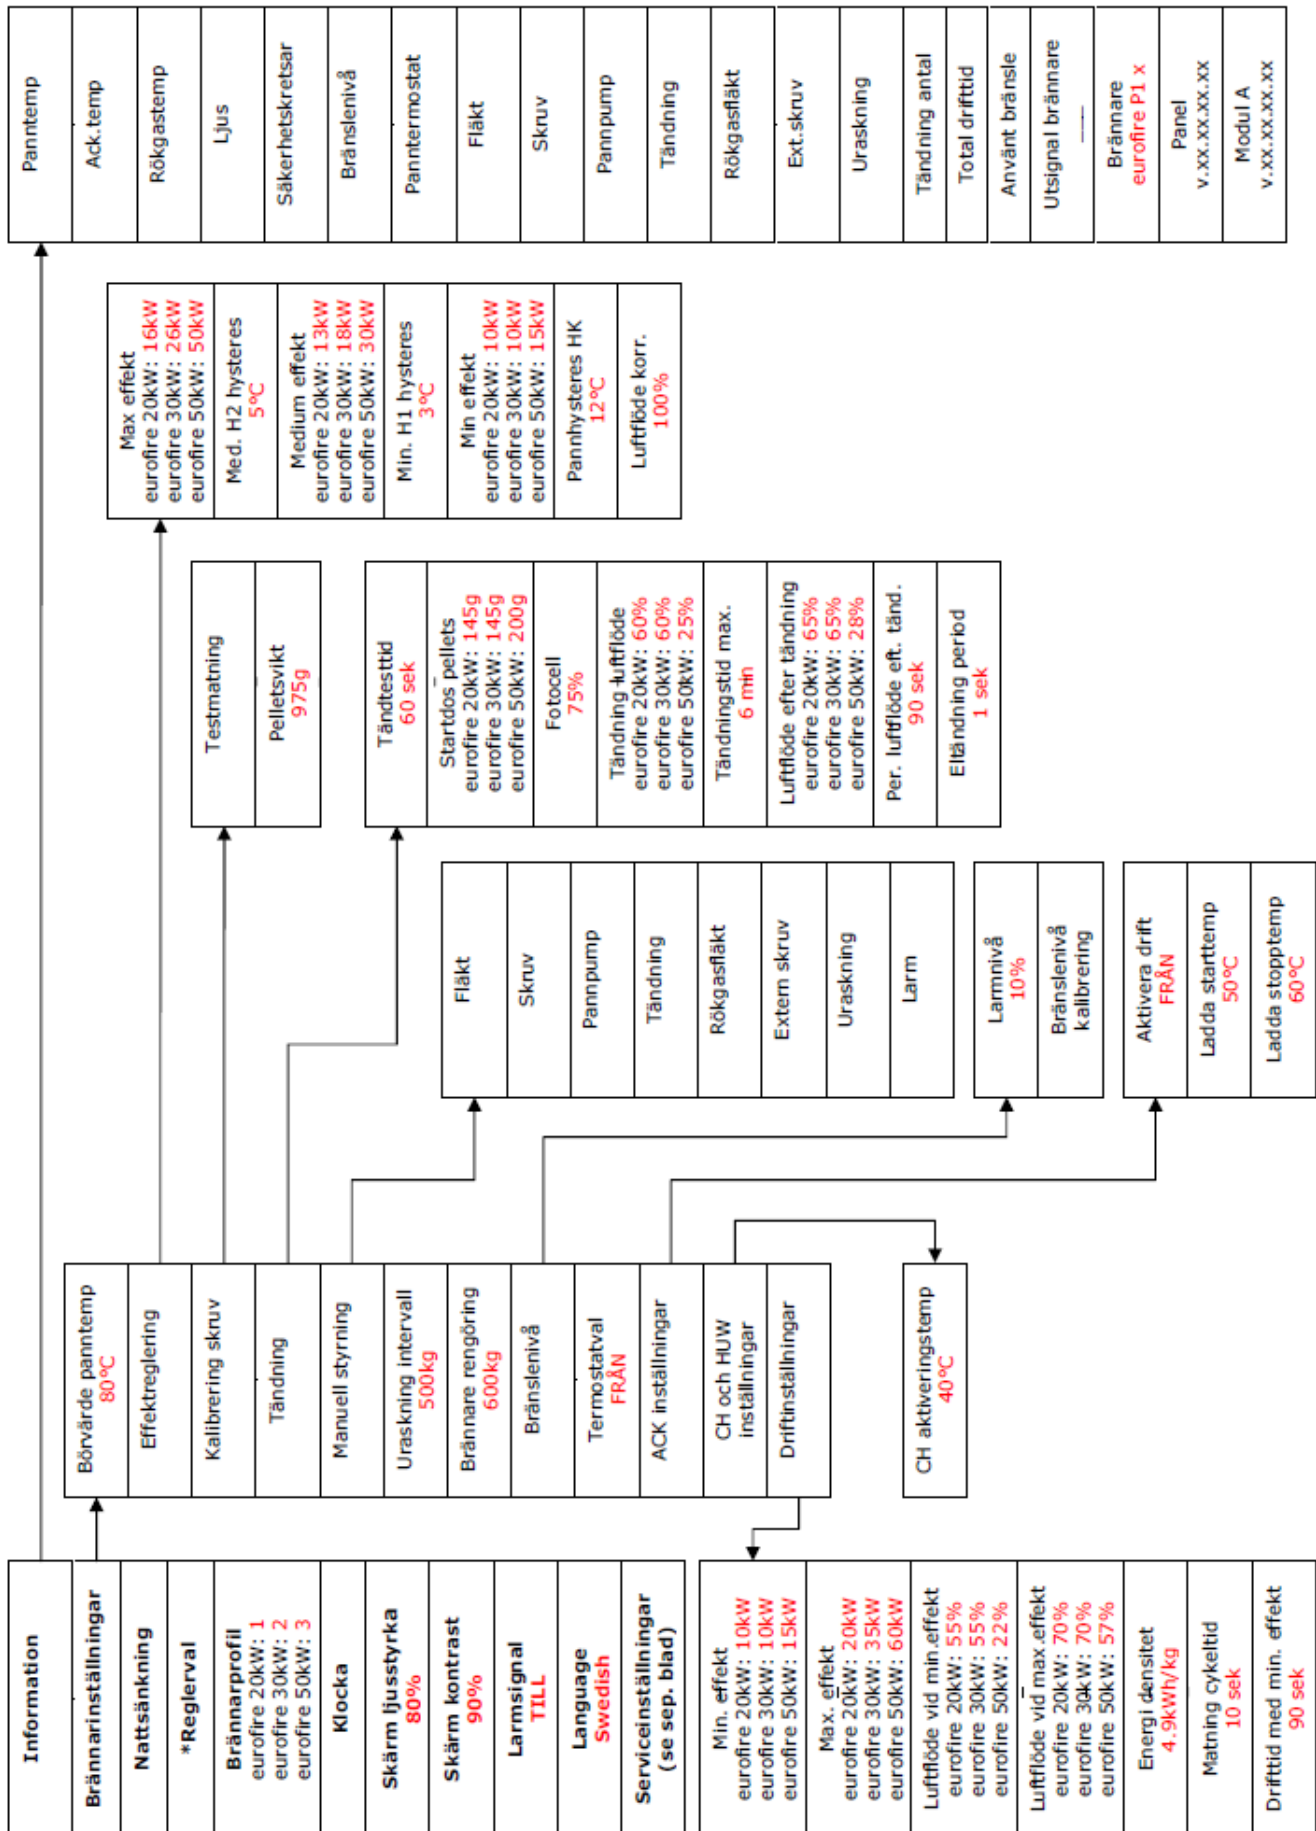 Information
Brännarinställningar
Nattsänkning
*Reglerval
Brännarprofil
eurofire 20kW: 1
eurofire 30kW: 2
eurofire 50kW: 3
Klocka
Skärm ljusstyrka
80%
Skärm kontrast
90%
Larmsignal
TILL
Language
Swedish
Serviceinställningar
(se sep. blad)
Min. effekt
eurofire 20kW: 10kW
eurofire 30kW: 10kW
eurofire 50kW: 15kW
Max. effekt
eurofire 20kW: 20kW
eurofire 30kW: 35kW
eurofire 50kW: 60kW
Luftflöde vid min.effekt
eurofire 20kW: 55%
eurofire 30kW: 55%
eurofire 50kW: 22%
Luftflöde vid max.effekt
eurofire 20kW: 70%
eurofire 30kW: 70%
eurofire 50kW: 57%
Energi densitet
4.9kWh/kg
Matning cykeltid
10 sek
Drifttid med min. effekt
90 sek
Börvärde panntemp
80°C
Effektreglering
Kalibrering skruv
Tändning
Manuell styrning
Uraskning intervall
500kg
Brännare rengöring
600kg
Bränslenivå
Termostatval
FRÅN
ACK inställningar
CH och HUW
inställningar
Driftinställningar
CH aktiveringstemp
40°C
Fläkt
Skruv
Pannpump
Tändning
Rökgasfläkt
Extern skruv
Uraskning
Larm
Larmnivå
10%
Bränslenivå
kalibrering
Aktivera drift
FRÅN
Ladda starttemp
50°C
Ladda stopptemp
60°C
Testmatning
Pelletsvikt
975g
Tändtesttid
60 sek
Startdos pellets
eurofire 20kW: 145g
eurofire 30kW: 145g
eurofire 50kW: 200g
Fotocell
75%
Tändning luftflöde
eurofire 20kW: 60%
eurofire 30kW: 60%
eurofire 50kW: 25%
Tändningstid max.
6 min
Luftflöde efter tändning
eurofire 20kW: 65%
eurofire 30kW: 65%
eurofire 50kW: 28%
Per. luftflöde eft. tänd.
90 sek
Eltändning period
1 sek
Max effekt
eurofire 20kW: 16kW
eurofire 30kW: 26kW
eurofire 50kW: 50kW
Med. H2 hysteres
5°C
Medium effekt
eurofire 20kW: 13kW
eurofire 30kW: 18kW
eurofire 50kW: 30kW
Min. H1 hysteres
3°C
Min effekt
eurofire 20kW: 10kW
eurofire 30kW: 10kW
eurofire 50kW: 15kW
Pannhysteres HK
12°C
Luftflöde korr.
100%
Panntemp
Ack.temp
Rökgastemp
Ljus
Säkerhetskretsar
Bränslenivå
Panntermostat
Fläkt
Skruv
Pannpump
Tändning
Rökgasfläkt
Ext.skruv
Uraskning
Tändning antal
Total drifttid
Använt bränsle
Utsignal brännare
Brännare
eurofire P1 x
Panel
v.xx.xx.xx.xx
Modul A
v.xx.xx.xx.xx